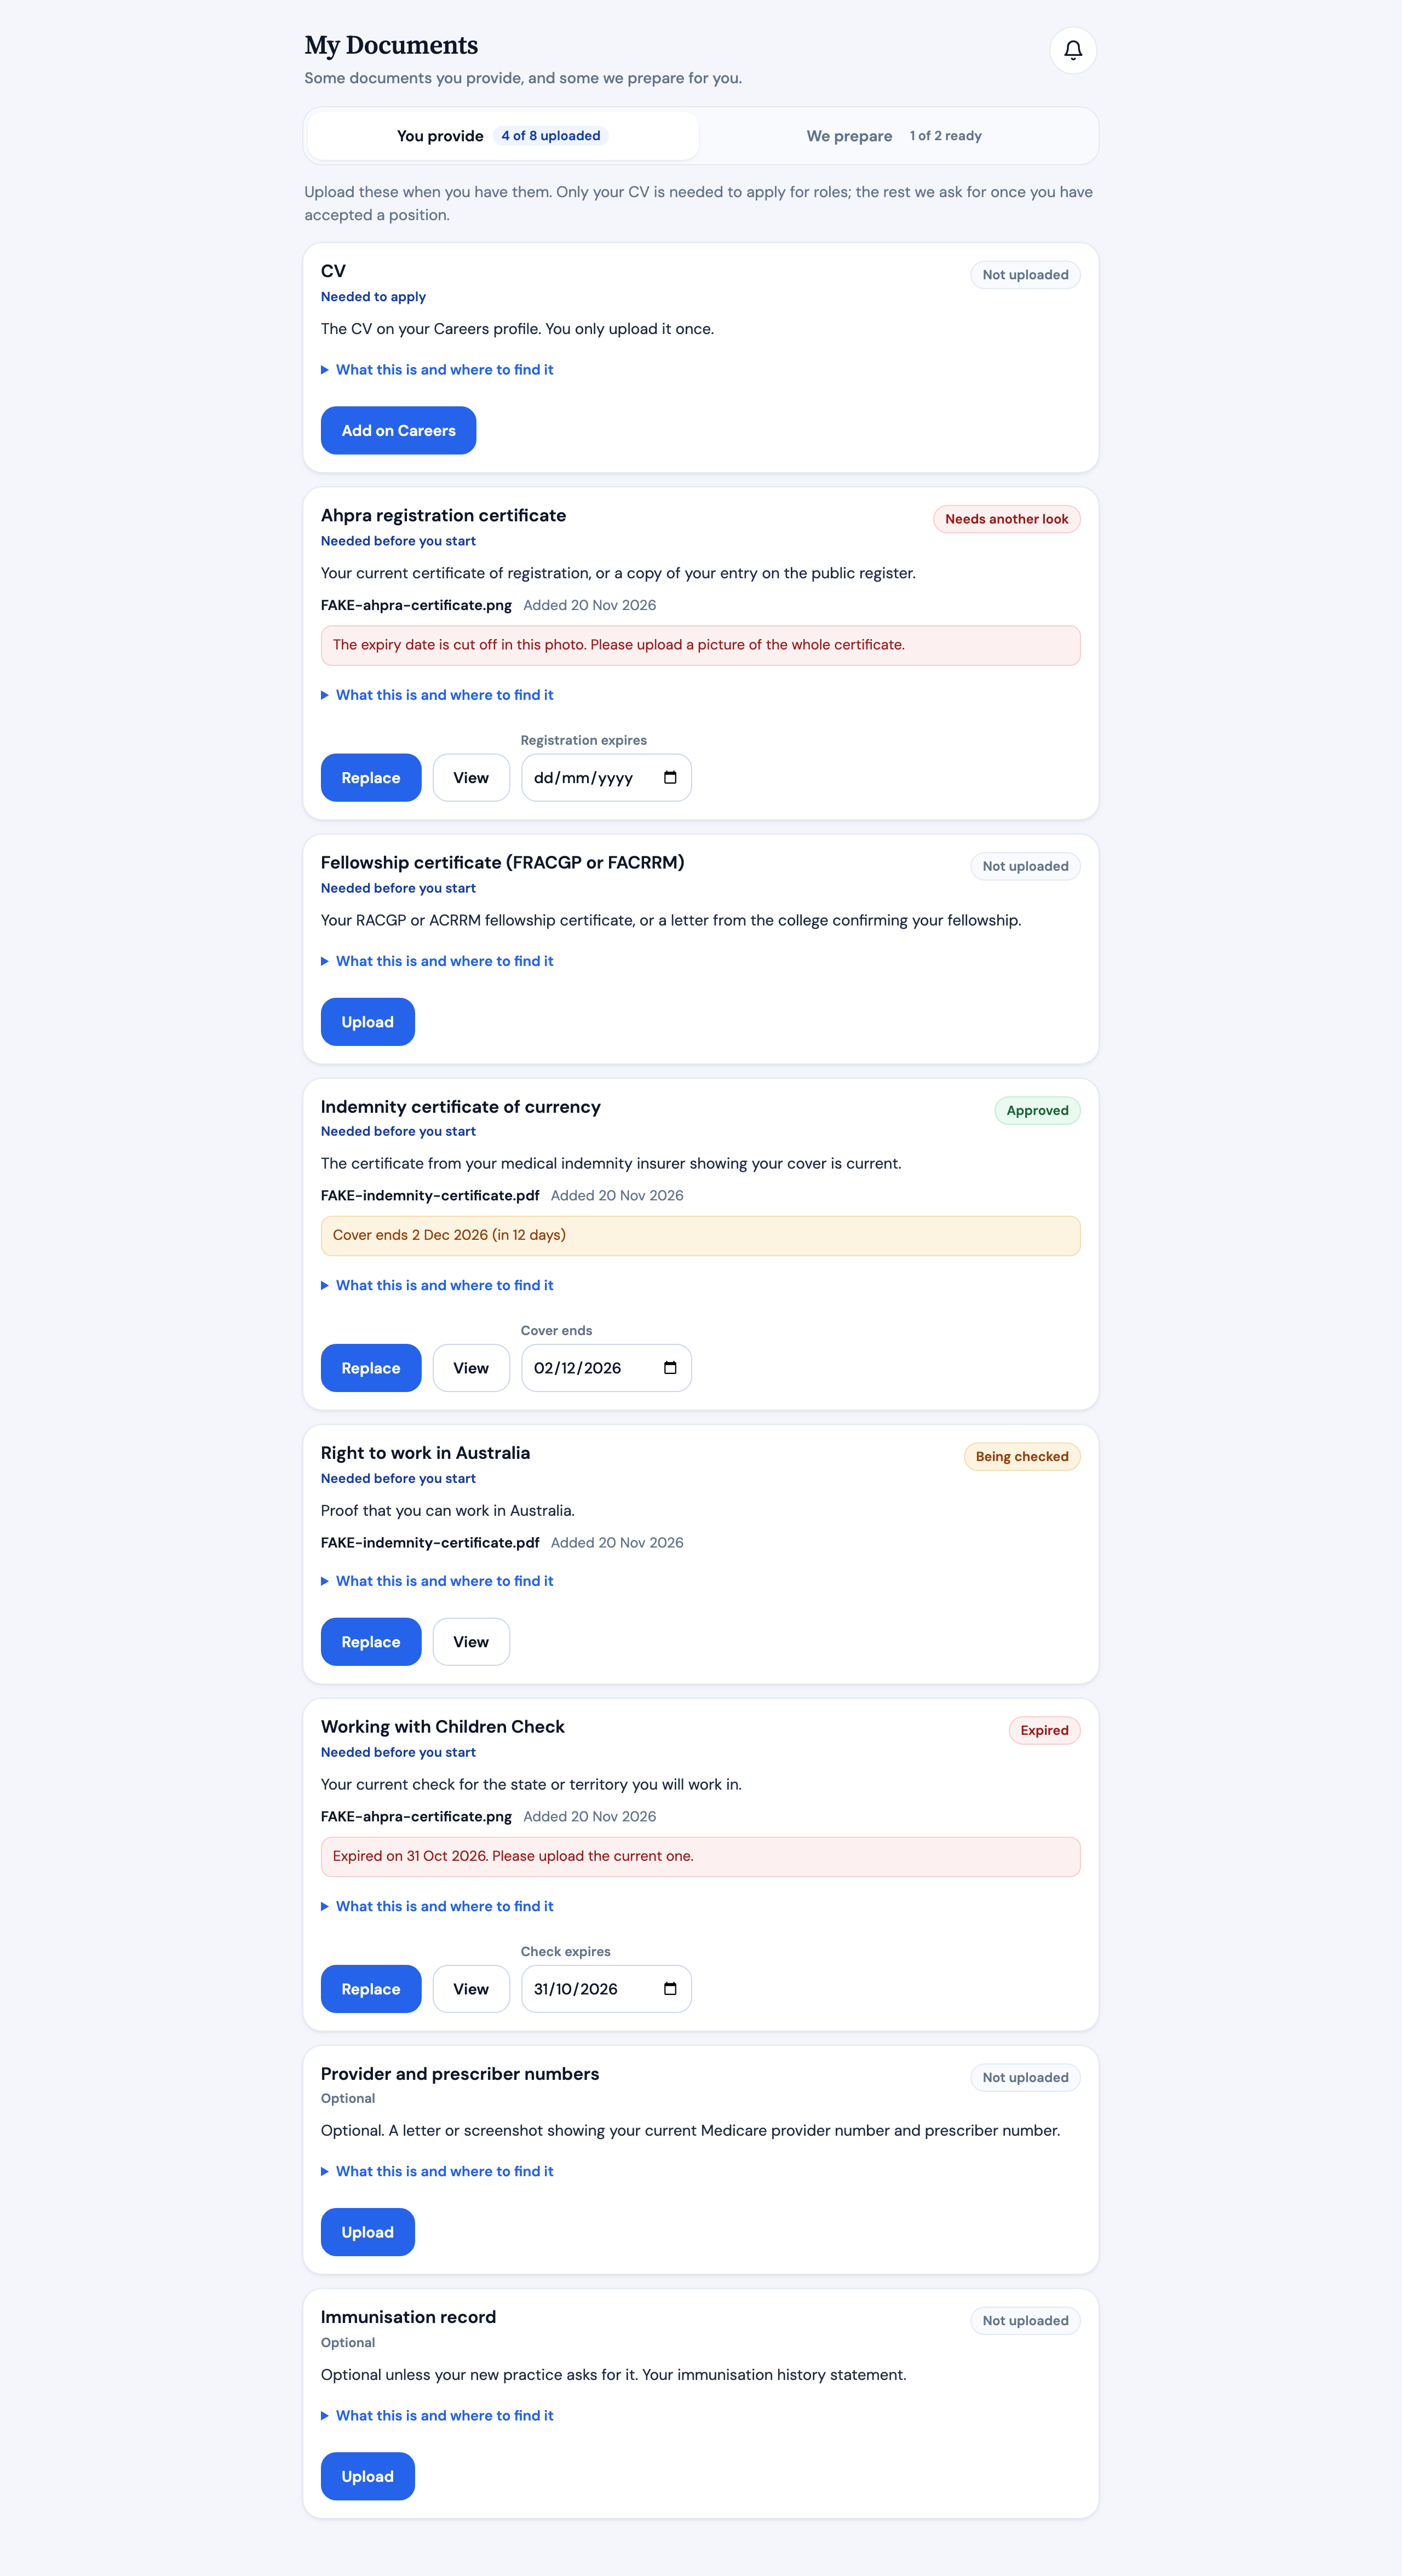 My Documents
Some documents you provide, and some we prepare for you.
You provide 4 of 8 uploaded
We prepare 1 of 2 ready
Upload these when you have them. Only your CV is needed to apply for roles; the rest we ask for once you have
accepted a position.
CV
Not uploaded
Needed to apply
The CV on your Careers profile. You only upload it once.
What this is and where to find it
Add on Careers
Ahpra registration certificate
Needs another look
Needed before you start
Your current certificate of registration, or a copy of your entry on the public register.
FAKE-ahpra-certificate.png Added 20 Nov 2026
The expiry date is cut off in this photo. Please upload a picture of the whole certificate.
What this is and where to find it
Registration expires
Replace View dd/mm/yyyy
Fellowship certificate (FRACGP or FACRRM)
Not uploaded
Needed before you start
Your RACGP or ACRRM fellowship certificate, or a letter from the college confirming your fellowship.
What this is and where to find it
Upload
Indemnity certificate of currency
Approved
Needed before you start
The certificate from your medical indemnity insurer showing your cover is current.
FAKE-indemnity-certificate.pdf Added 20 Nov 2026
Cover ends 2 Dec 2026 (in 12 days)
What this is and where to find it
Cover ends
Replace View 02/12/2026
Right to work in Australia
Being checked
Needed before you start
Proof that you can work in Australia.
FAKE-indemnity-certificate.pdf Added 20 Nov 2026
What this is and where to find it
Replace View
Working with Children Check
Expired
Needed before you start
Your current check for the state or territory you will work in.
FAKE-ahpra-certificate.png Added 20 Nov 2026
Expired on 31 Oct 2026. Please upload the current one.
What this is and where to find it
Check expires
Replace View 31/10/2026
Provider and prescriber numbers
Not uploaded
Optional
Optional. A letter or screenshot showing your current Medicare provider number and prescriber number.
What this is and where to find it
Upload
Immunisation record
Not uploaded
Optional
Optional unless your new practice asks for it. Your immunisation history statement.
What this is and where to find it
Upload